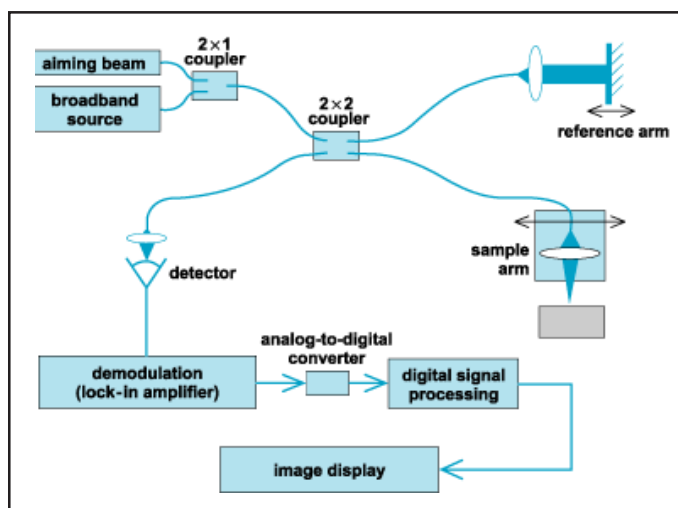 aiming beam
broadband
source
2×1
coupler
2×2
coupler
reference arm
sample
arm
detector
demodulation
(lock-in amplifier)
analog-to-digital
converter
digital signal
processing
image display